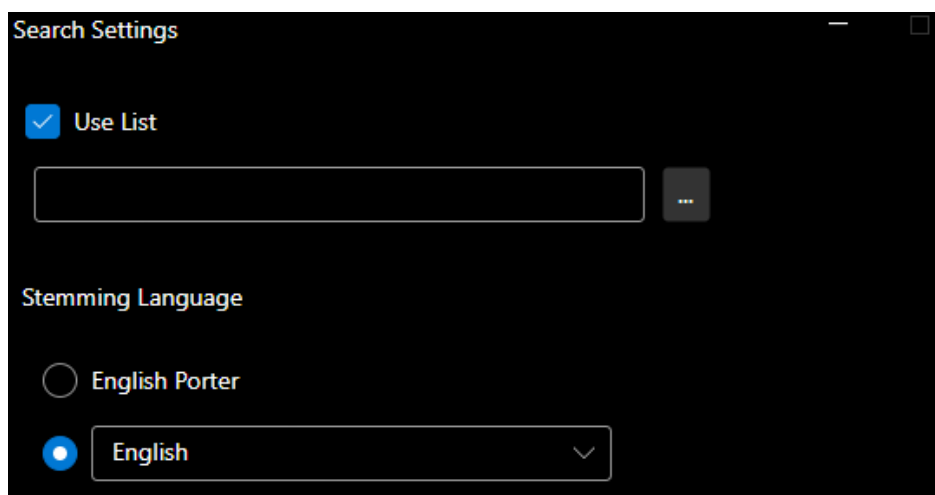 Search Settings
Use List
...
Stemming Language
English Porter
English